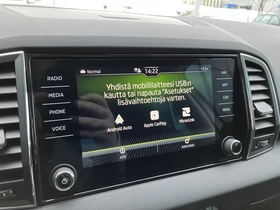 Normal
14:22
RADIO
MEDIA
PHONE
VOICE
Yhdistä mobiililaitteesi USB:n
kautta tai napauta "Asetukset"
lisävaihtoehtoja varten.
Android Auto
Apple CarPlay
MirrorLink